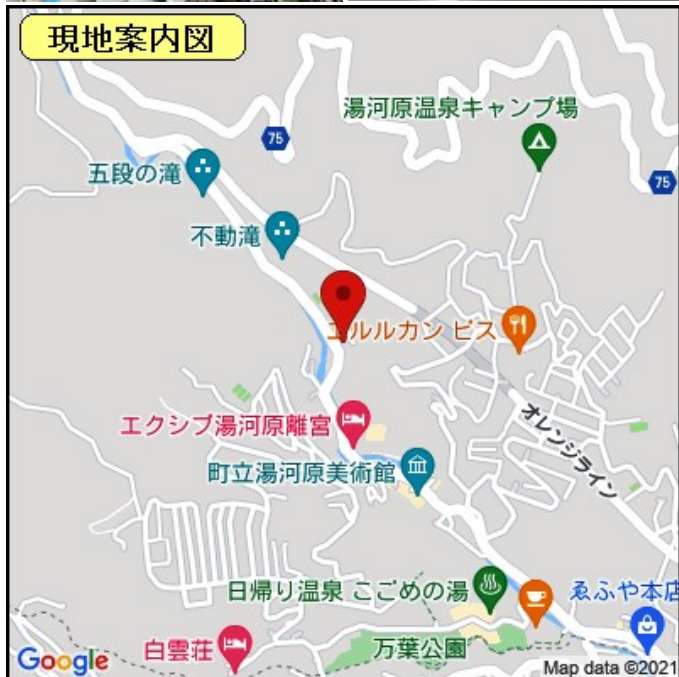 現地案内図
湯河原温泉キャンプ場
75
五段の滝
75
不動滝
エルルカン ビス
エクシブ湯河原離宮
オレンジライン
町立湯河原美術館
日帰り温泉 こごめの湯
ゑふや本店
白雲荘
万葉公園
Google
Map data ©2021